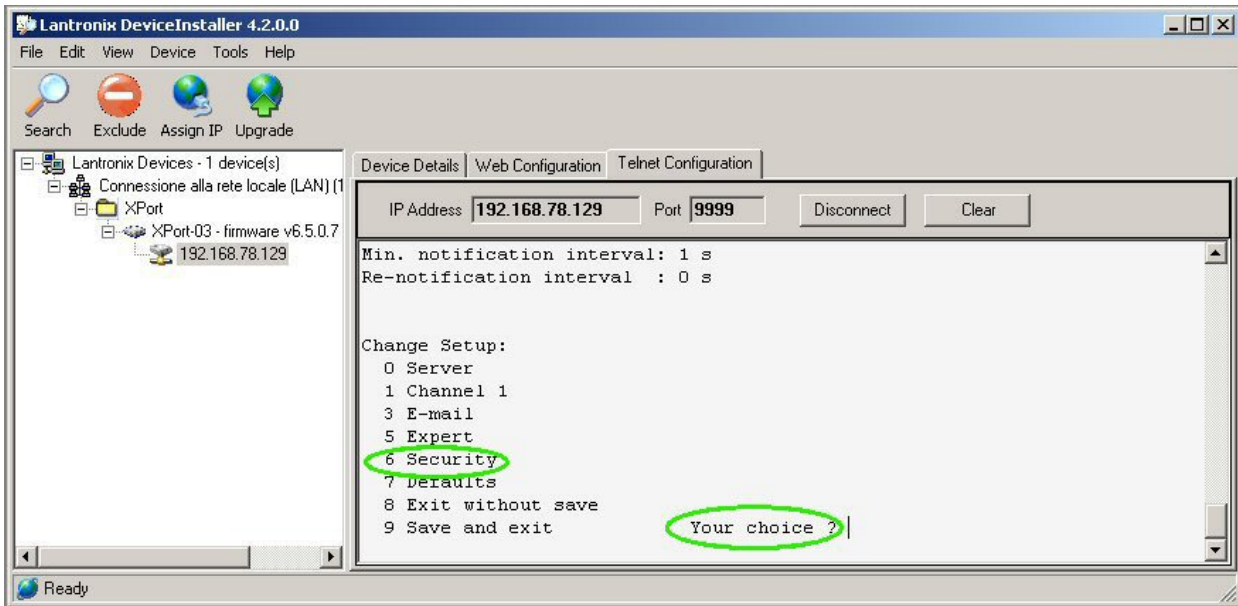 Lantronix DeviceInstaller 4.2.0.0
File Edit View Device Tools Help
Search Exclude Assign IP Upgrade
Lantronix Devices - 1 device(s)
Connessione alla rete locale (LAN) (1
XPort
XPort-03 - firmware v6.5.0.7
192.168.78.129
Device Details Web Configuration Telnet Configuration
IP Address 192.168.78.129 Port 9999 Disconnect Clear
Min. notification interval: 1 s
Re-notification interval : 0 s
Change Setup:
0 Server
1 Channel 1
3 E-mail
5 Expert
6 Security
7 Defaults
8 Exit without save
9 Save and exit Your choice ?
Ready